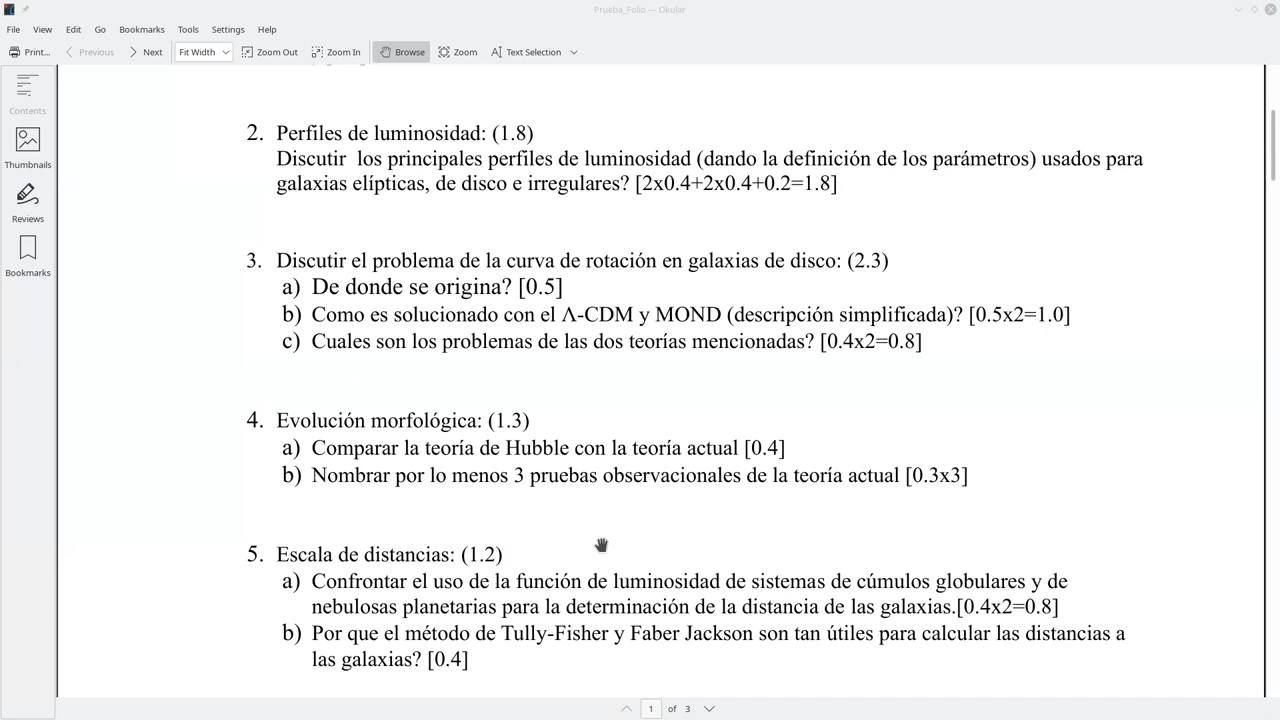 Prueba_Folio — Okular
File View Edit Go Bookmarks Tools Settings Help
Print... Previous Next Fit Width Zoom Out Zoom In Browse Zoom Text Selection
Contents
Thumbnails
Reviews
Bookmarks
2. Perfiles de luminosidad: (1.8)
Discutir los principales perfiles de luminosidad (dando la definición de los parámetros) usados para
galaxias elípticas, de disco e irregulares? [2x0.4+2x0.4+0.2=1.8]
3. Discutir el problema de la curva de rotación en galaxias de disco: (2.3)
a) De donde se origina? [0.5]
b) Como es solucionado con el Λ-CDM y MOND (descripción simplificada)? [0.5x2=1.0]
c) Cuales son los problemas de las dos teorías mencionadas? [0.4x2=0.8]
4. Evolución morfológica: (1.3)
a) Comparar la teoría de Hubble con la teoría actual [0.4]
b) Nombrar por lo menos 3 pruebas observacionales de la teoría actual [0.3x3]
5. Escala de distancias: (1.2)
a) Confrontar el uso de la función de luminosidad de sistemas de cúmulos globulares y de
nebulosas planetarias para la determinación de la distancia de las galaxias.[0.4x2=0.8]
b) Por que el método de Tully-Fisher y Faber Jackson son tan útiles para calcular las distancias a
las galaxias? [0.4]
1 of 3